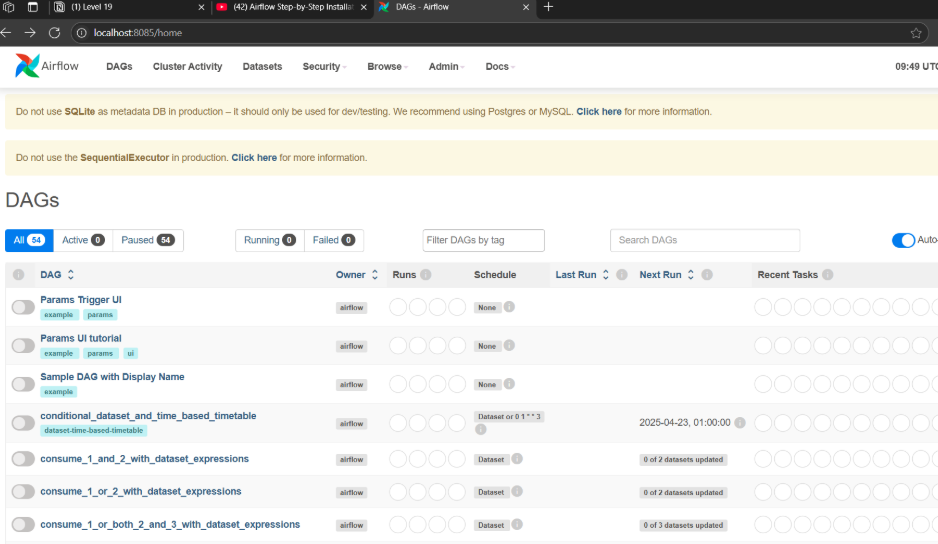 (1) Level 19
(42) Airflow Step-by-Step Installat
DAGs - Airflow
localhost:8085/home
Airflow DAGs Cluster Activity Datasets Security Browse Admin Docs 09:49 UTC
Do not use SQLite as metadata DB in production – it should only be used for dev/testing. We recommend using Postgres or MySQL. Click here for more information.
Do not use the SequentialExecutor in production. Click here for more information.
DAGs
All 54 Active 0 Paused 54 Running 0 Failed 0 Filter DAGs by tag Search DAGs Auto-
DAG Owner Runs Schedule Last Run Next Run Recent Tasks
Params Trigger UI airflow None
example params
Params UI tutorial airflow None
example params ui
Sample DAG with Display Name airflow None
example
conditional_dataset_and_time_based_timetable airflow Dataset or 0 1 * * 3 2025-04-23, 01:00:00
dataset-time-based-timetable
consume_1_and_2_with_dataset_expressions airflow Dataset 0 of 2 datasets updated
consume_1_or_2_with_dataset_expressions airflow Dataset 0 of 2 datasets updated
consume_1_or_both_2_and_3_with_dataset_expressions airflow Dataset 0 of 3 datasets updated